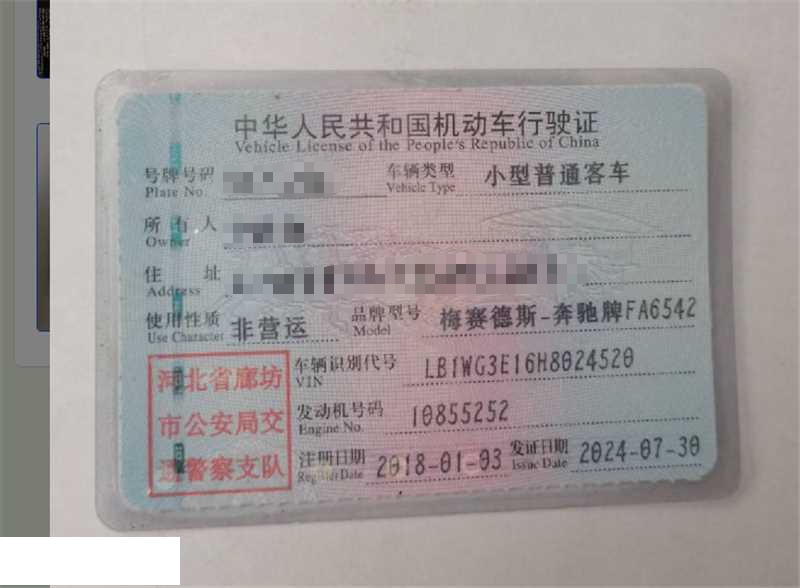 中华人民共和国机动车行驶证
Vehicle License of the People's Republic of China
号牌号码 车辆类型 小型普通客车
Plate No. Vehicle Type
所有人
Owner
住址
Address
使用性质 非营运 品牌型号 梅赛德斯-奔驰牌FA6542
Use Character Model
河北省廊坊
市公安局交
通警察支队
车辆识别代号 LB1WG3E16H8024520
VIN
发动机号码 10855252
Engine No.
注册日期 2018-01-03 发证日期 2024-07-30
Register Date Issue Date